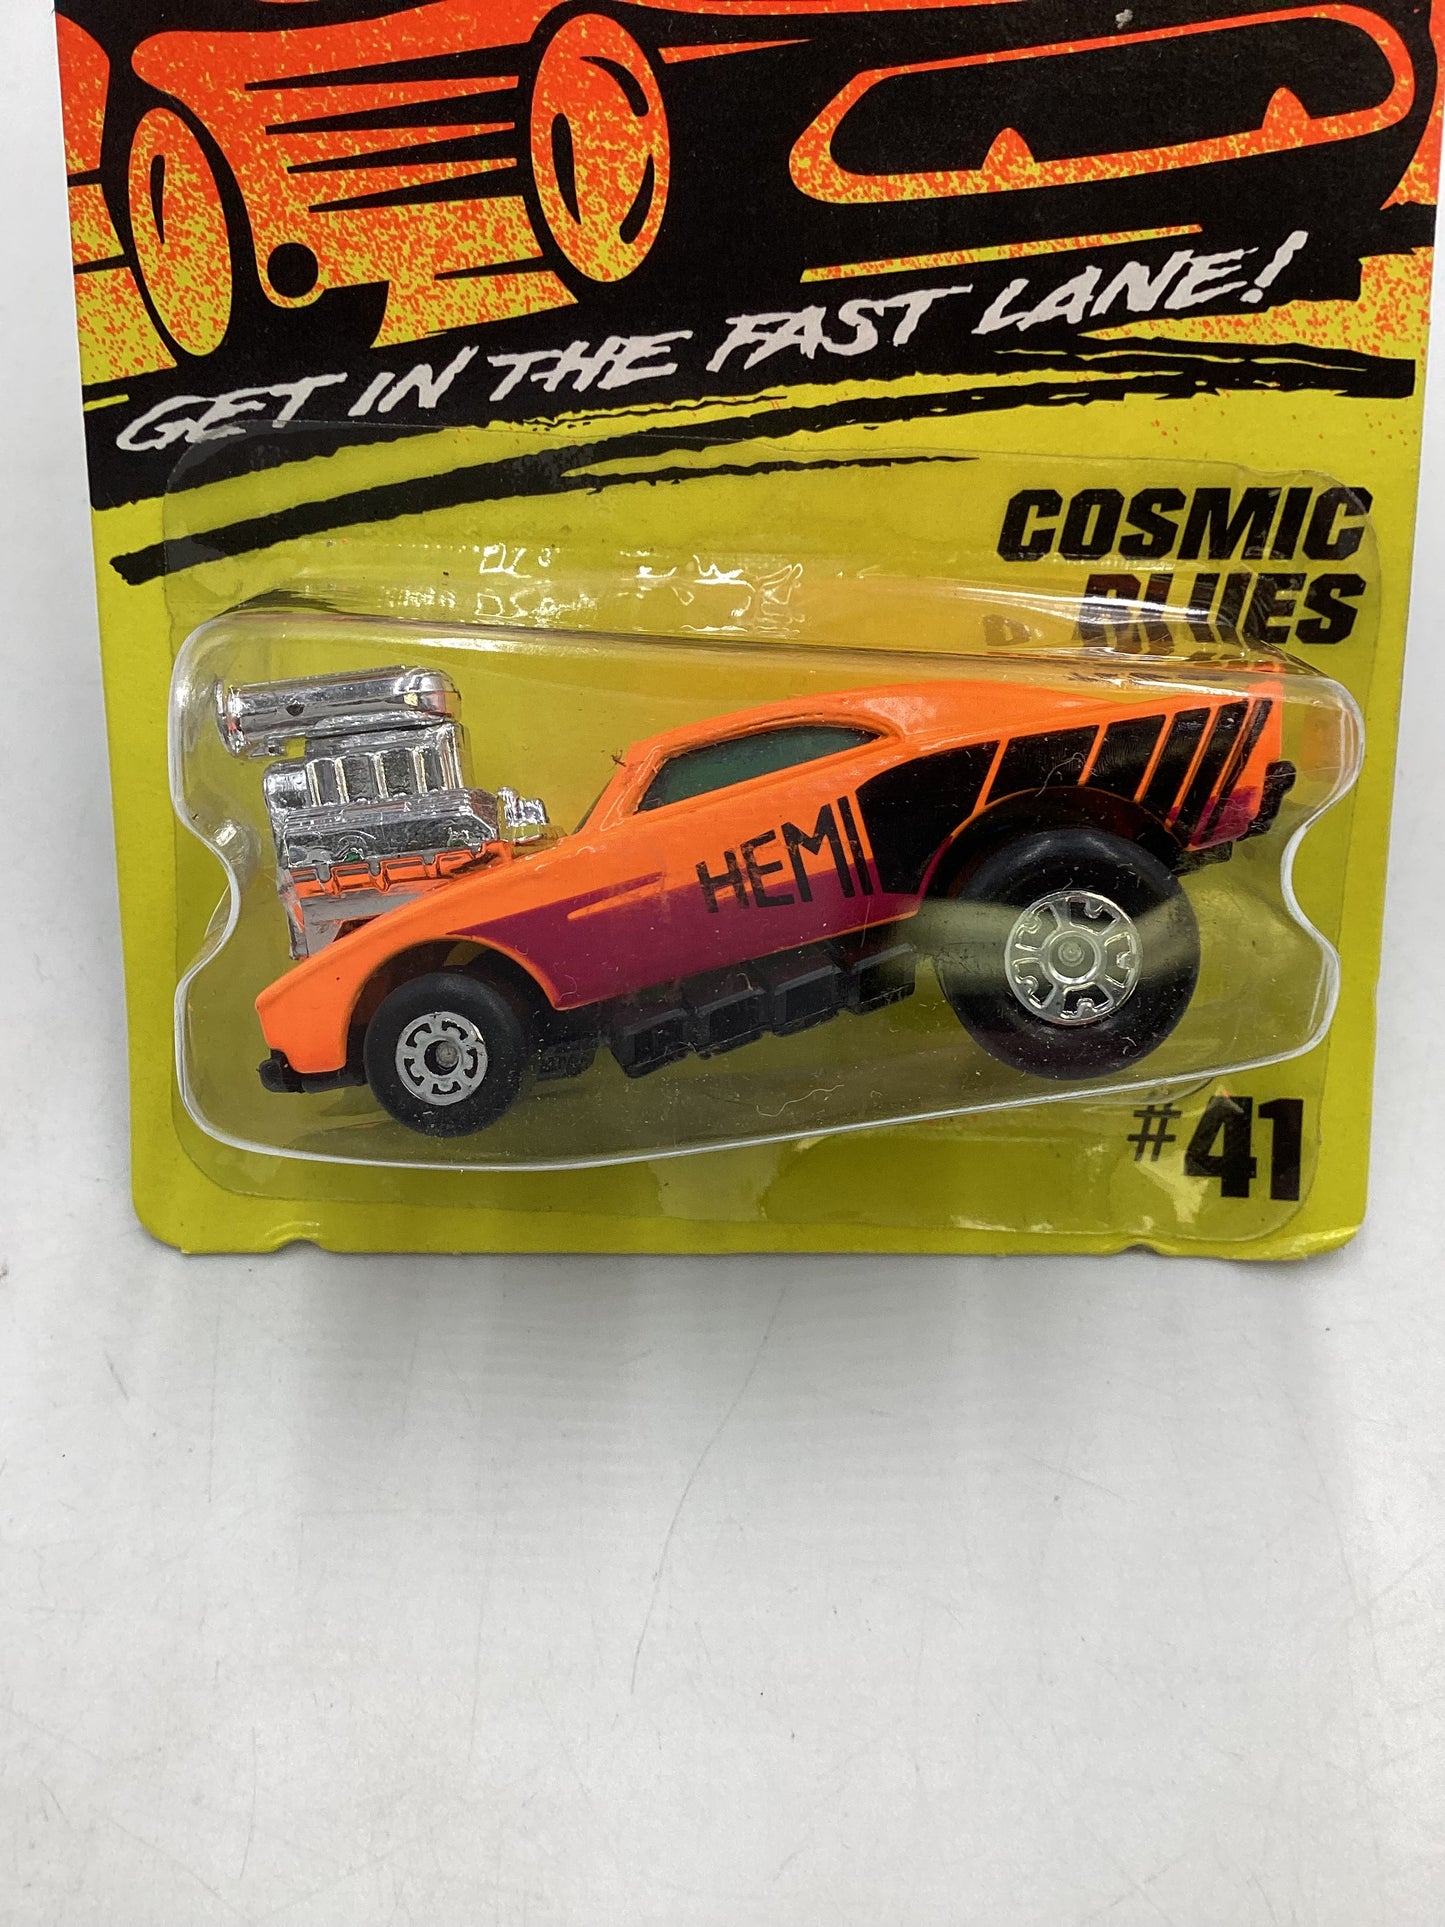 GET IN THE FAST LANE!
COSMIC
BLUES
HEMI
#41